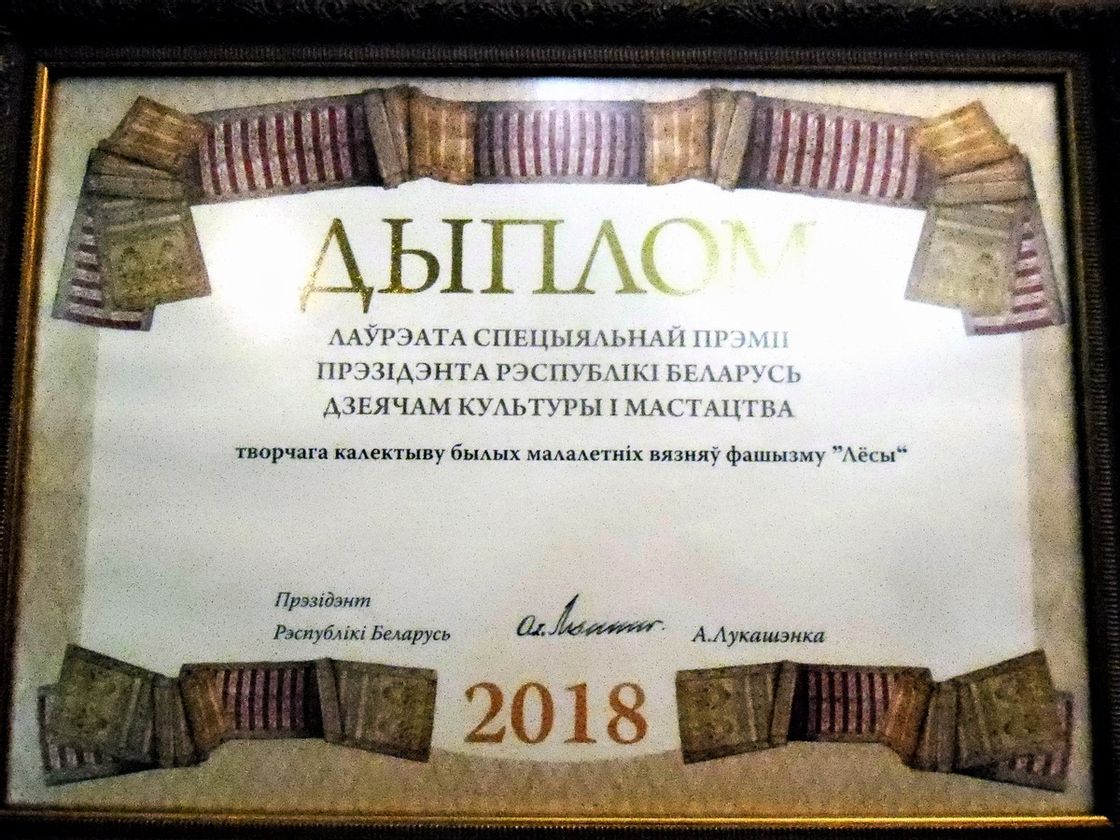 ДЫПЛОМ
ЛАЎРЭАТА СПЕЦЫЯЛЬНАЙ ПРЭМІІ
ПРЭЗІДЭНТА РЭСПУБЛІКІ БЕЛАРУСЬ
ДЗЕЯЧАМ КУЛЬТУРЫ І МАСТАЦТВА
творчага калектыву былых малалетніх вязняў фашызму ”Лёсы“
Прэзідэнт
Рэспублікі Беларусь
А.Лукашэнка
2018